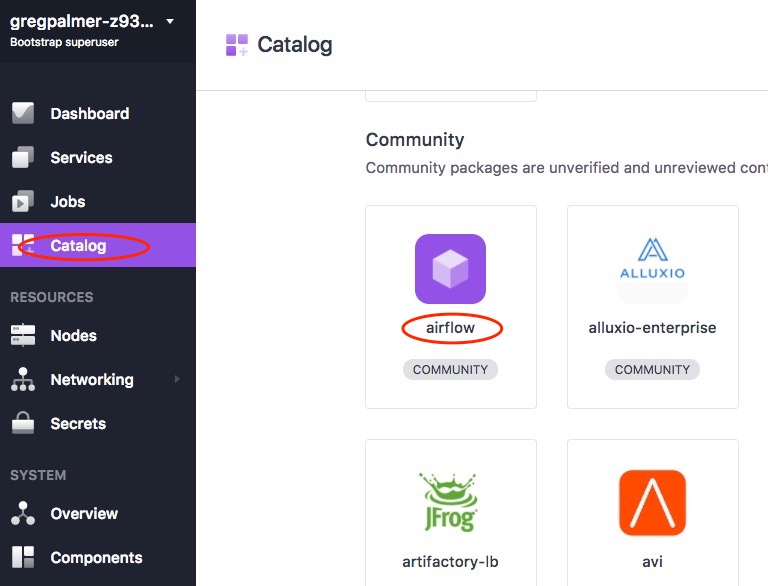 gregpalmer-z93...
Bootstrap superuser
Dashboard
Services
Jobs
Catalog
RESOURCES
Nodes
Networking
Secrets
SYSTEM
Overview
Components
Catalog
Community
Community packages are unverified and unreviewed
airflow
COMMUNITY
ALLUXIO
alluxio-enterprise
COMMUNITY
JFrog
artifactory-lb
avi